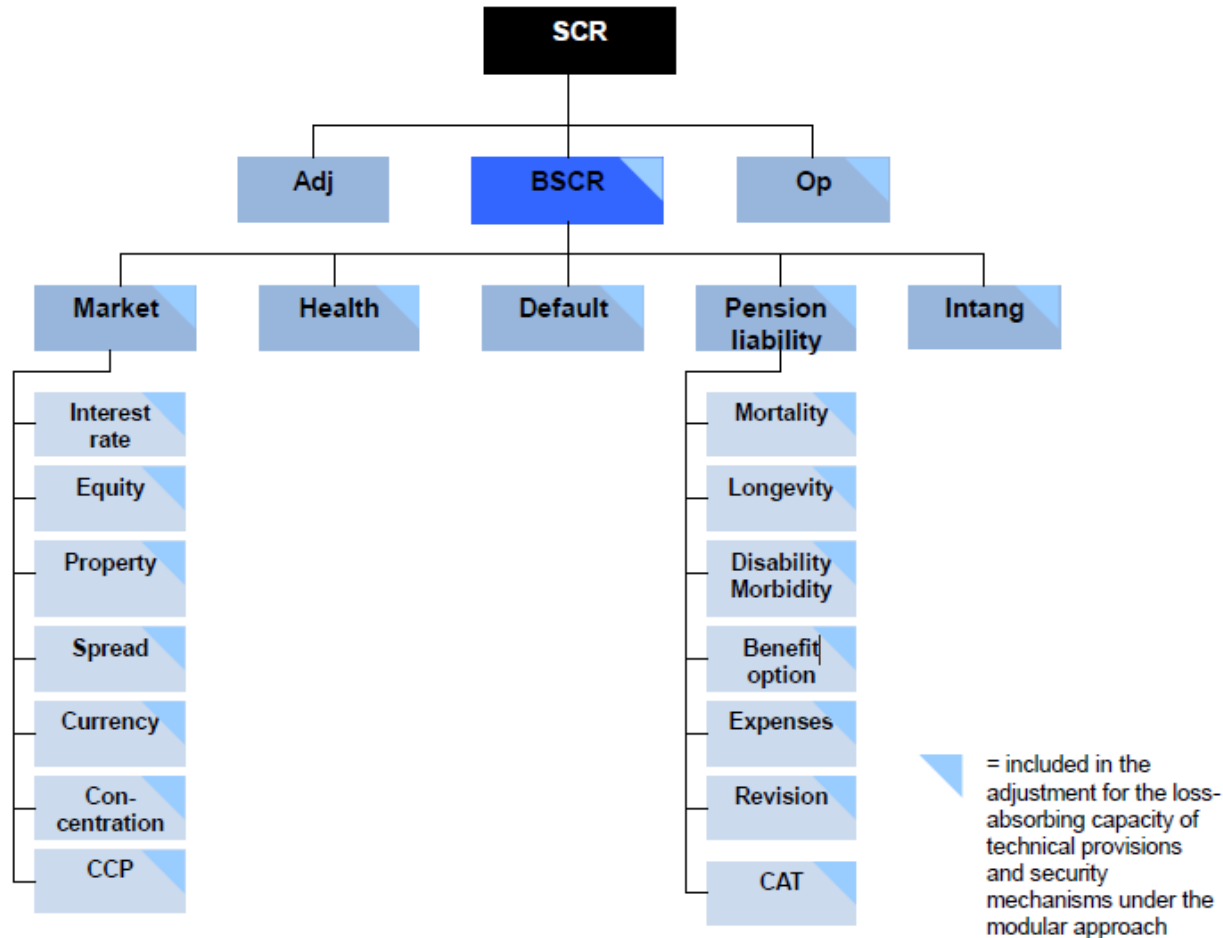 SCR
Adj
BSCR
Op
Market
Health
Default
Pension
liability
Intang
Interest
rate
Equity
Property
Spread
Currency
Con-
centration
CCP
Mortality
Longevity
Disability
Morbidity
Benefit
option
Expenses
Revision
CAT
= included in the
adjustment for the loss-
absorbing capacity of
technical provisions
and security
mechanisms under the
modular approach